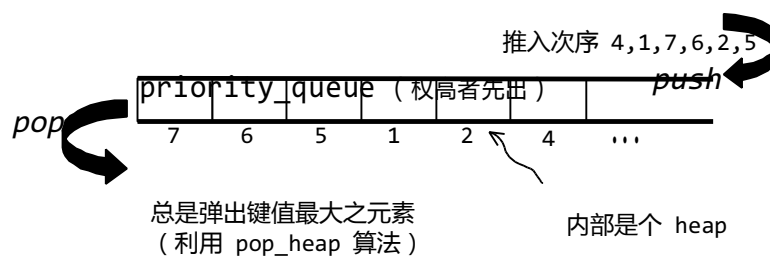 推入次序 4,1,7,6,2,5
push
priority_queue （权高者先出）
pop
7 6 5 1 2 4 ...
总是弹出键值最大之元素
（利用 pop_heap 算法）
内部是个 heap